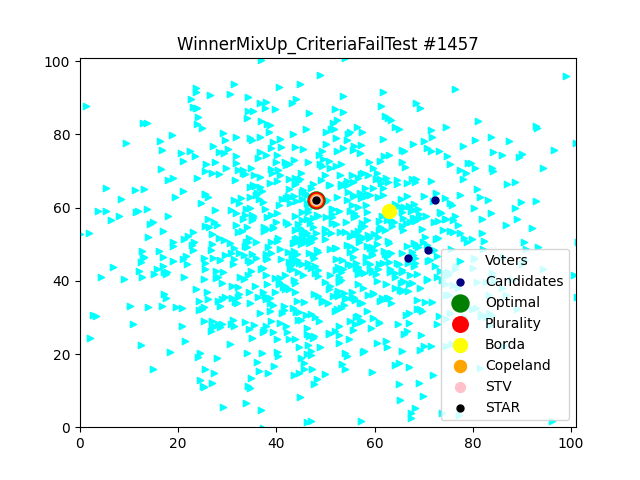 WinnerMixUp_CriteriaFailTest #1457
100
80
60
40
20
0
0 20 40 60 80 100
Voters
Candidates
Optimal
Plurality
Borda
Copeland
STV
STAR